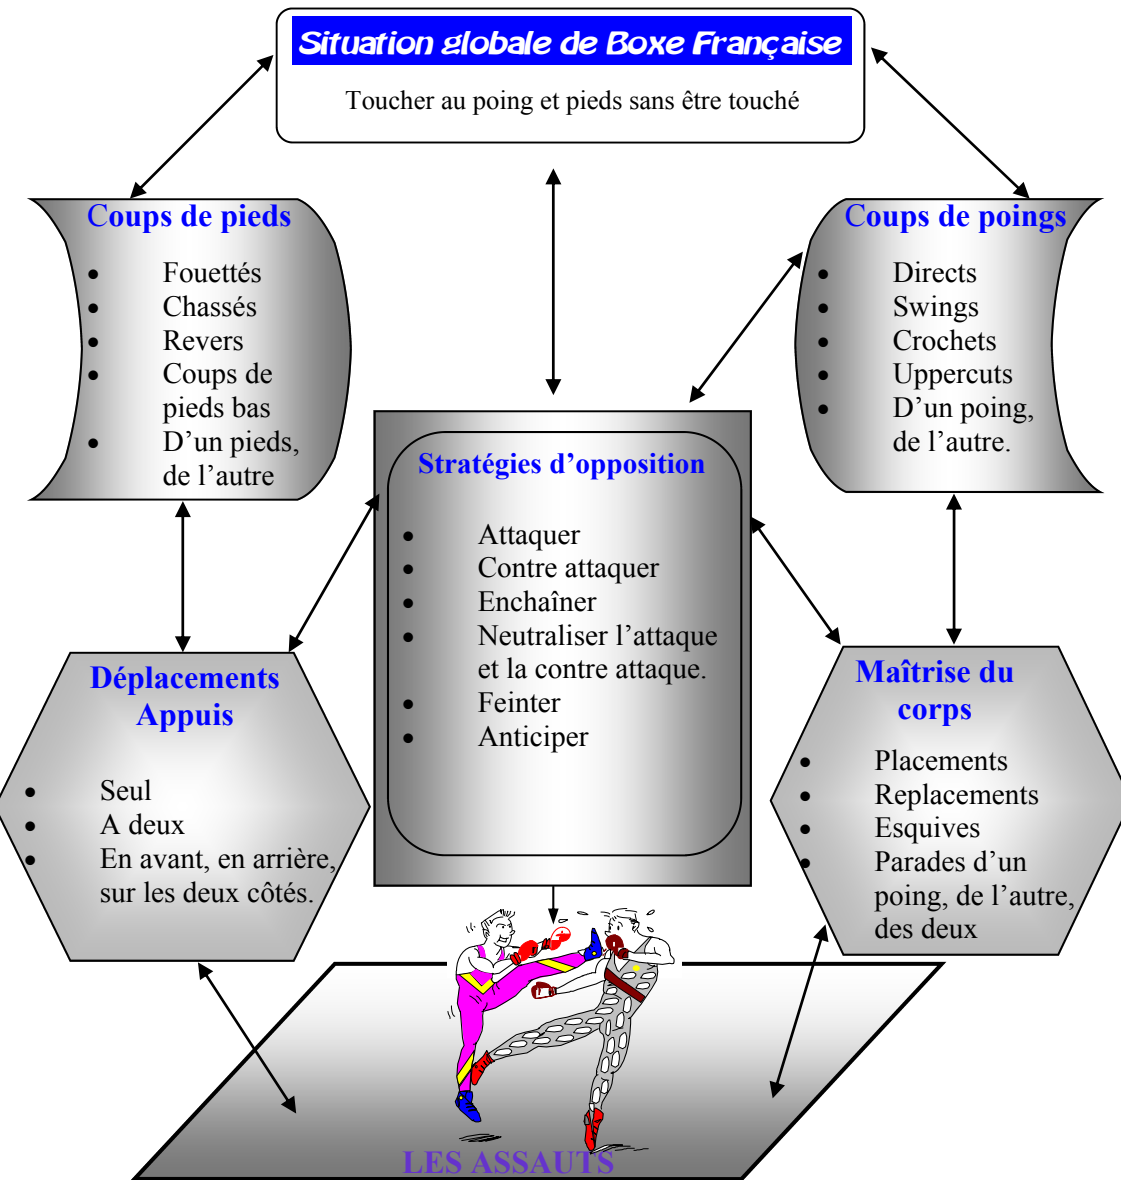 Situation globale de Boxe Française
Toucher au poing et pieds sans être touché
Coups de pieds
• Fouettés
• Chassés
• Revers
• Coups de
pieds bas
• D’un pieds,
de l’autre
Coups de poings
• Directs
• Swings
• Crochets
• Uppercuts
• D’un poing,
de l’autre.
Stratégies d’opposition
• Attaquer
• Contre attaquer
• Enchaîner
• Neutraliser l’attaque
et la contre attaque.
• Feinter
• Anticiper
Déplacements
Appuis
• Seul
• A deux
• En avant, en arrière,
sur les deux côtés.
Maîtrise du
corps
• Placements
• Replacements
• Esquives
• Parades d’un
poing, de l’autre,
des deux
LES ASSAUTS